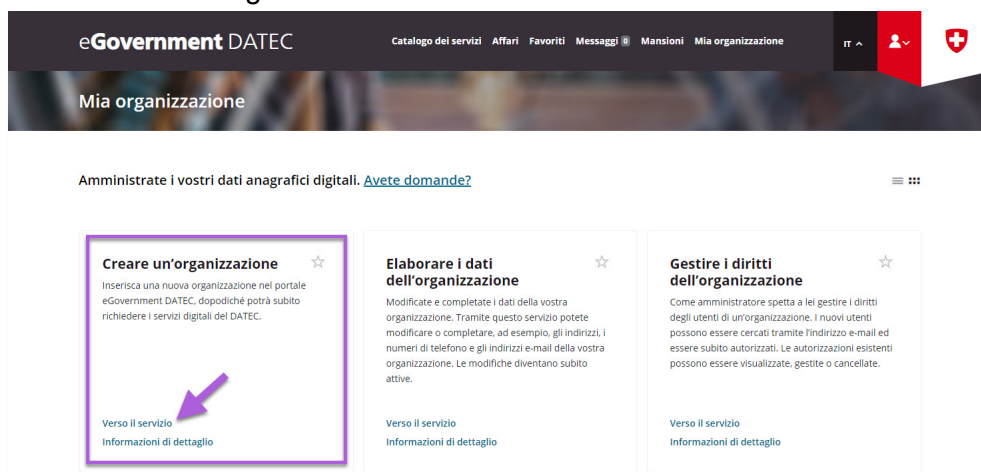 eGovernment DATEC
Catalogo dei servizi Affari Favoriti Messaggi 0 Mansioni Mia organizzazione
IT
Mia organizzazione
Amministrate i vostri dati anagrafici digitali. Avete domande?
Creare un'organizzazione
Inserisca una nuova organizzazione nel portale
eGovernment DATEC, dopodiché potrà subito
richiedere i servizi digitali del DATEC.
Verso il servizio
Informazioni di dettaglio
Elaborare i dati
dell'organizzazione
Modificate e completate i dati della vostra
organizzazione. Tramite questo servizio potete
modificare o completare, ad esempio, gli indirizzi, i
numeri di telefono e gli indirizzi e-mail della vostra
organizzazione. Le modifiche diventano subito
attive.
Verso il servizio
Informazioni di dettaglio
Gestire i diritti
dell'organizzazione
Come amministratore spetta a lei gestire i diritti
degli utenti di un'organizzazione. I nuovi utenti
possono essere cercati tramite l'indirizzo e-mail ed
essere subito autorizzati. Le autorizzazioni esistenti
possono essere visualizzate, gestite o cancellate.
Verso il servizio
Informazioni di dettaglio